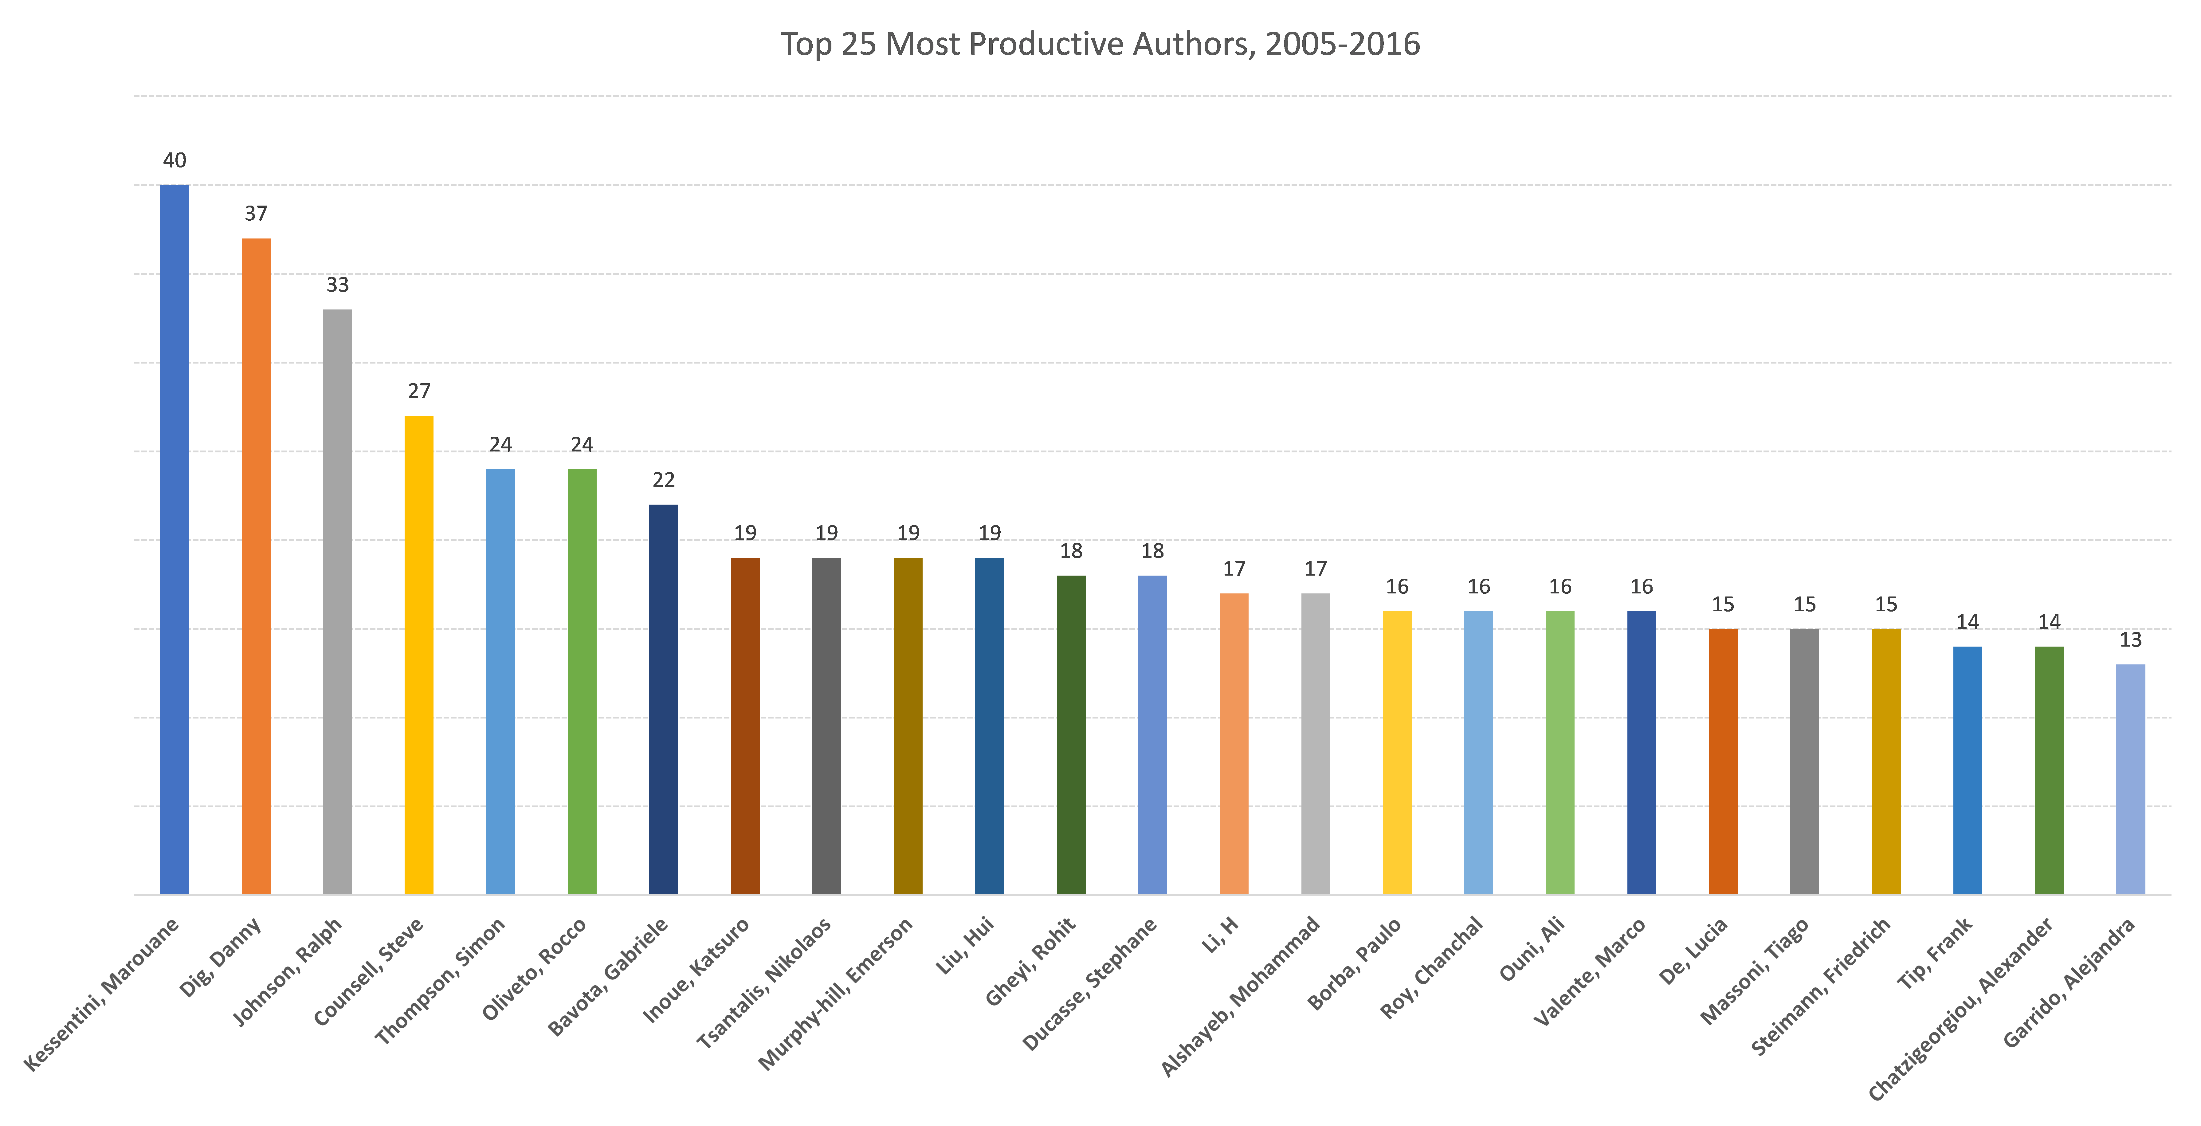 Top 25 Most Productive Authors, 2005-2016
40
37
33
27
24
24
22
19
19
19
19
18
18
17
17
16
16
16
16
15
15
15
14
14
13
Kessentini, Marouane
Dig, Danny
Johnson, Ralph
Counsell, Steve
Thompson, Simon
Oliveto, Rocco
Bavota, Gabriele
Inoue, Katsuro
Tsantalis, Nikolaos
Murphy-hill, Emerson
Liu, Hui
Gheyi, Rohit
Ducasse, Stephane
Li, H
Alshayeb, Mohammad
Borba, Paulo
Roy, Chanchal
Ouni, Ali
Valente, Marco
De, Lucia
Massoni, Tiago
Steimann, Friedrich
Tip, Frank
Chatzigeorgiou, Alexander
Garrido, Alejandra